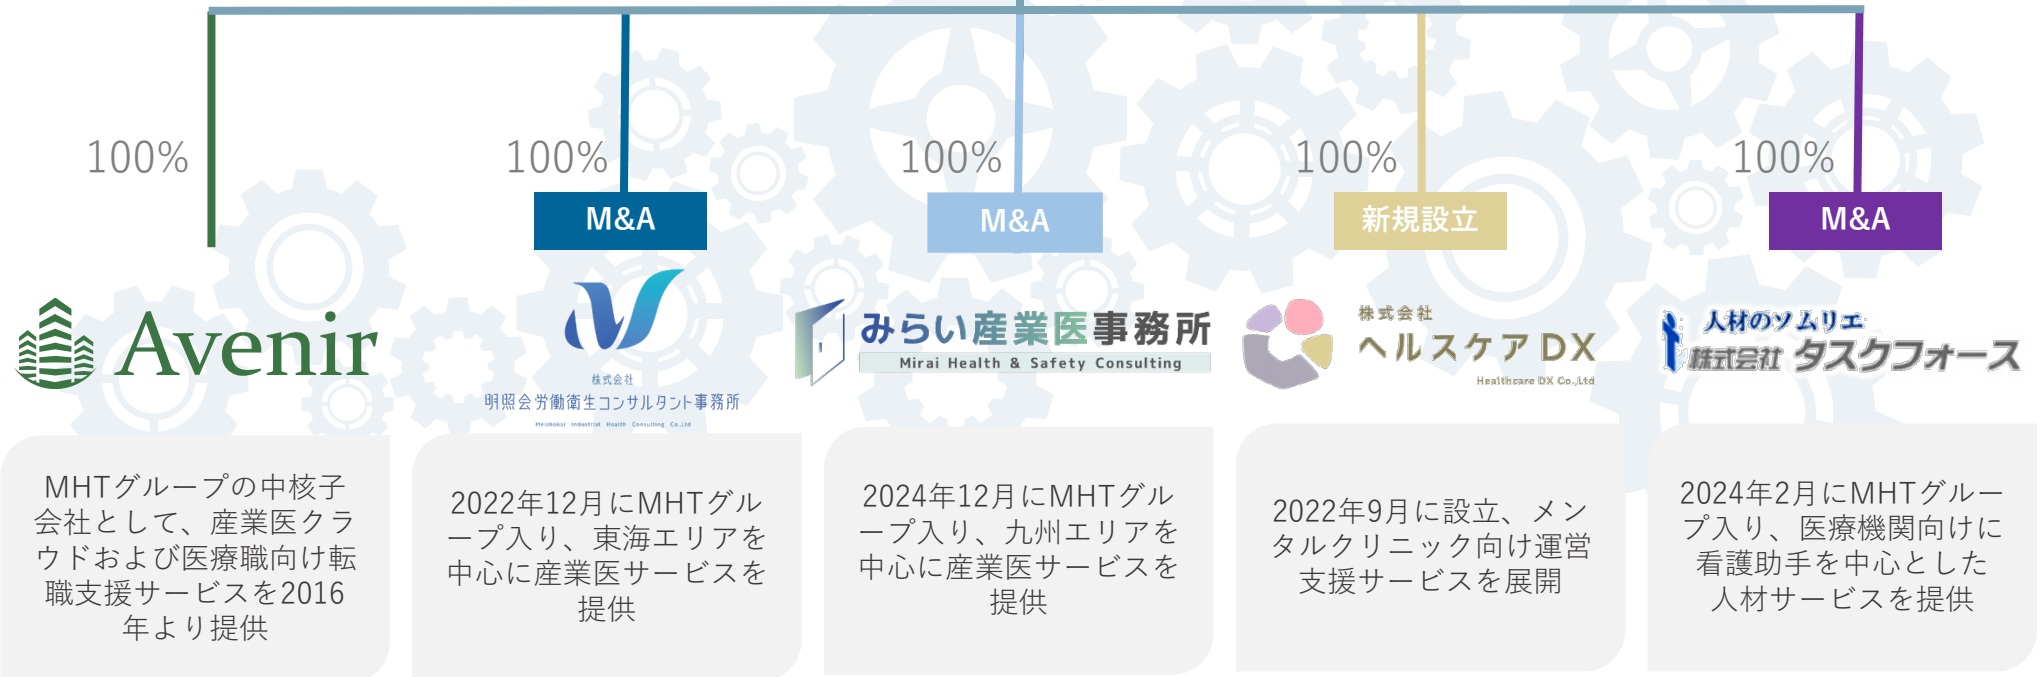 100%
100%
100%
100%
100%
M&A
M&A
新規設立
M&A
Avenir
株式会社
明照会労働衛生コンサルタント事務所
Meishokai Industrial Health Consulting Co.,Ltd
みらい産業医事務所
Mirai Health & Safety Consulting
株式会社
ヘルスケアDX
Healthcare DX Co.,Ltd
人材のソムリエ
株式会社 タスクフォース
MHTグループの中核子
会社として、産業医クラ
ウドおよび医療職向け転
職支援サービスを2016
年より提供
2022年12月にMHTグル
ープ入り、東海エリアを
中心に産業医サービスを
提供
2024年12月にMHTグル
ープ入り、九州エリアを
中心に産業医サービスを
提供
2022年9月に設立、メン
タルクリニック向け運営
支援サービスを展開
2024年2月にMHTグルー
プ入り、医療機関向けに
看護助手を中心とした
人材サービスを提供